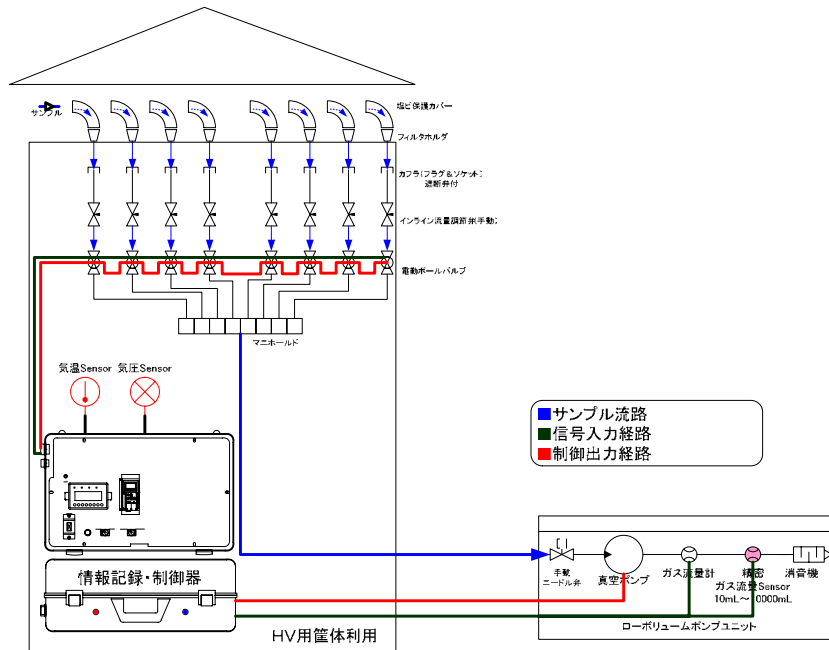 塩ビ保護カバー
サンプル
フィルタホルダ
カプラ(プラグ&ソケット)
遮断弁付
インライン流量調節弁(手動)
電動ボールバルブ
マニホールド
気温Sensor
気圧Sensor
サンプル流路
信号入力経路
制御出力経路
情報記録・制御器
HV用筐体利用
手動
ニードル弁
真空ポンプ
ガス流量計
精密
ガス流量Sensor
消音機
ローボリュームポンプユニット